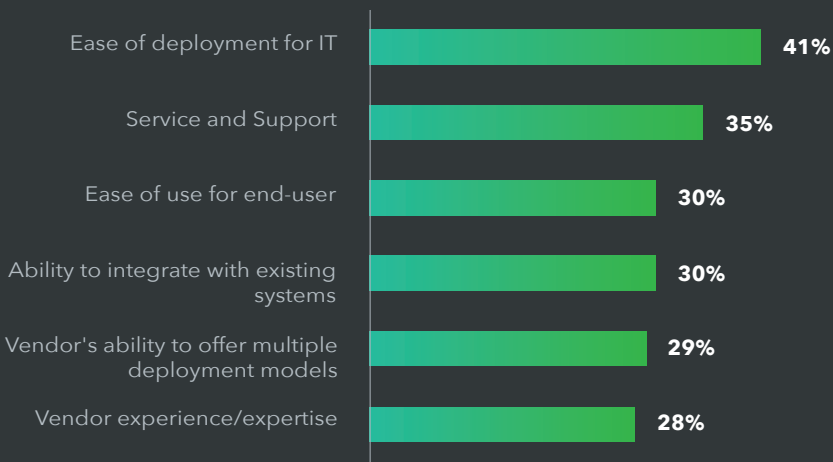 Ease of deployment for IT 41%
Service and Support 35%
Ease of use for end-user 30%
Ability to integrate with existing
systems 30%
Vendor's ability to offer multiple
deployment models 29%
Vendor experience/expertise 28%